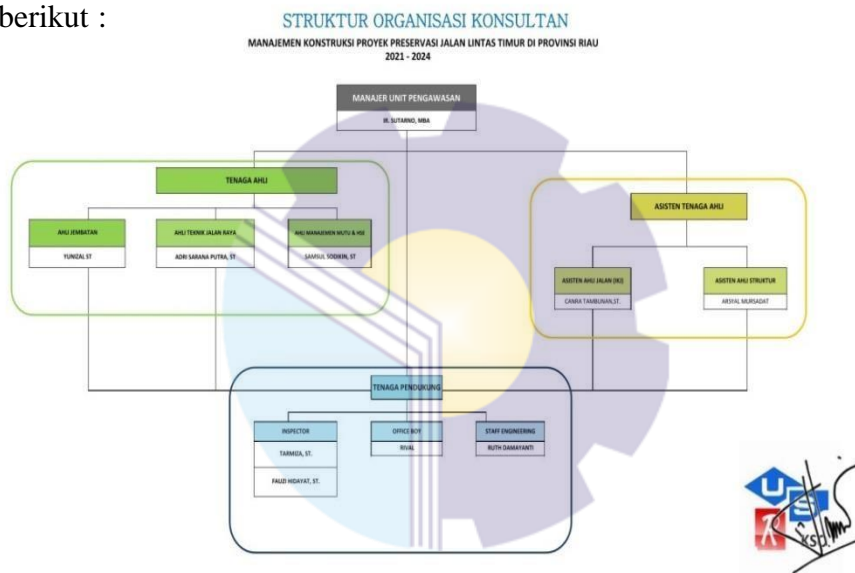 berikut :
STRUKTUR ORGANISASI KONSULTAN
MANAJEMEN KONSTRUKSI PROYEK PRESERVASI JALAN LINTAS TIMUR DI PROVINSI RIAU
2021 - 2024
MANAJER UNIT PENGAWASAN
IR. SUTARNO, MBA
TENAGA AHLI
AHLI JEMBATAN
YUNIZAL ST
AHLI TEKNIK JALAN RAYA
ADRI SARANA PUTRA, ST
AHLI MANAJEMEN MUTU & HSE
SAMSUL SODIKIN, ST
ASISTEN TENAGA AHLI
ASISTEN AHLI JALAN
CANRA TAMBUNAN,ST.
ASISTEN AHLI STRUKTUR
ARSYAL MURSADAT
TENAGA PENDUKUNG
INSPECTOR
TARMIZA, ST.
FAUZI HIDAYAT, ST.
OFFICE BOY
RIVAL
STAFF ENGINEERING
RUTH DAMAYANTI
U
S
R
KSO